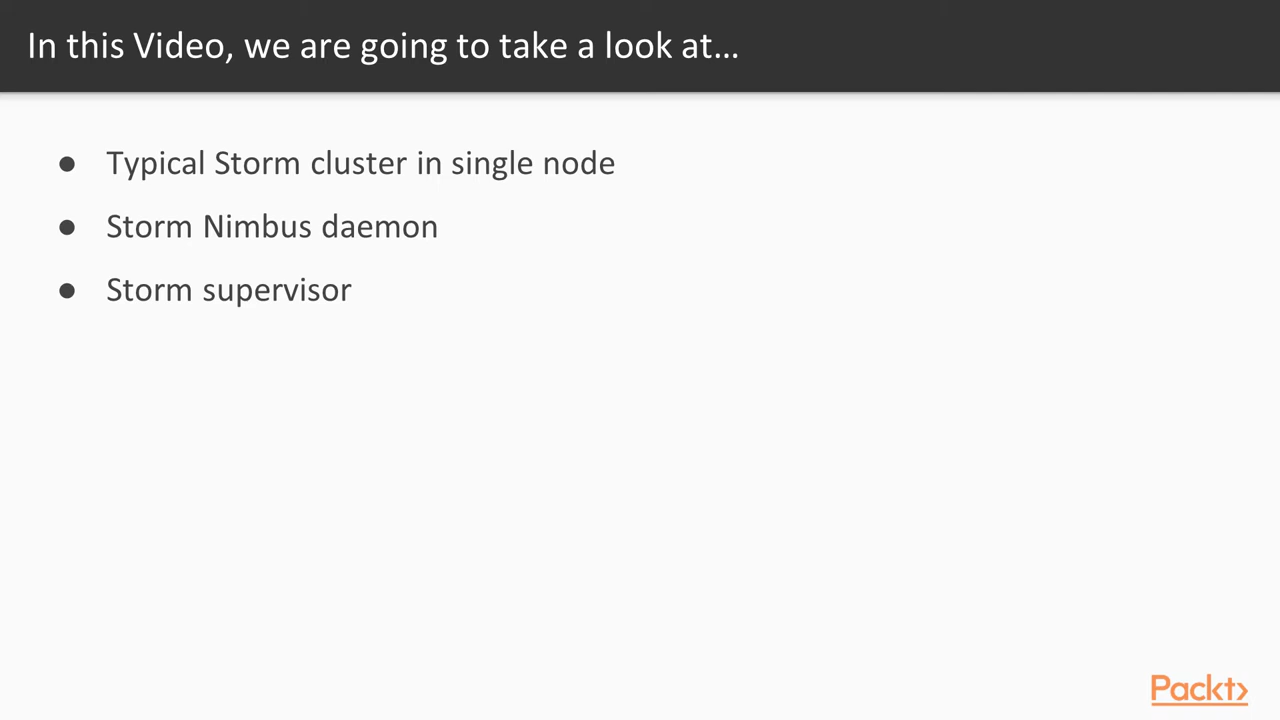 In this Video, we are going to take a look at...
● Typical Storm cluster in single node
● Storm Nimbus daemon
● Storm supervisor
Packt>